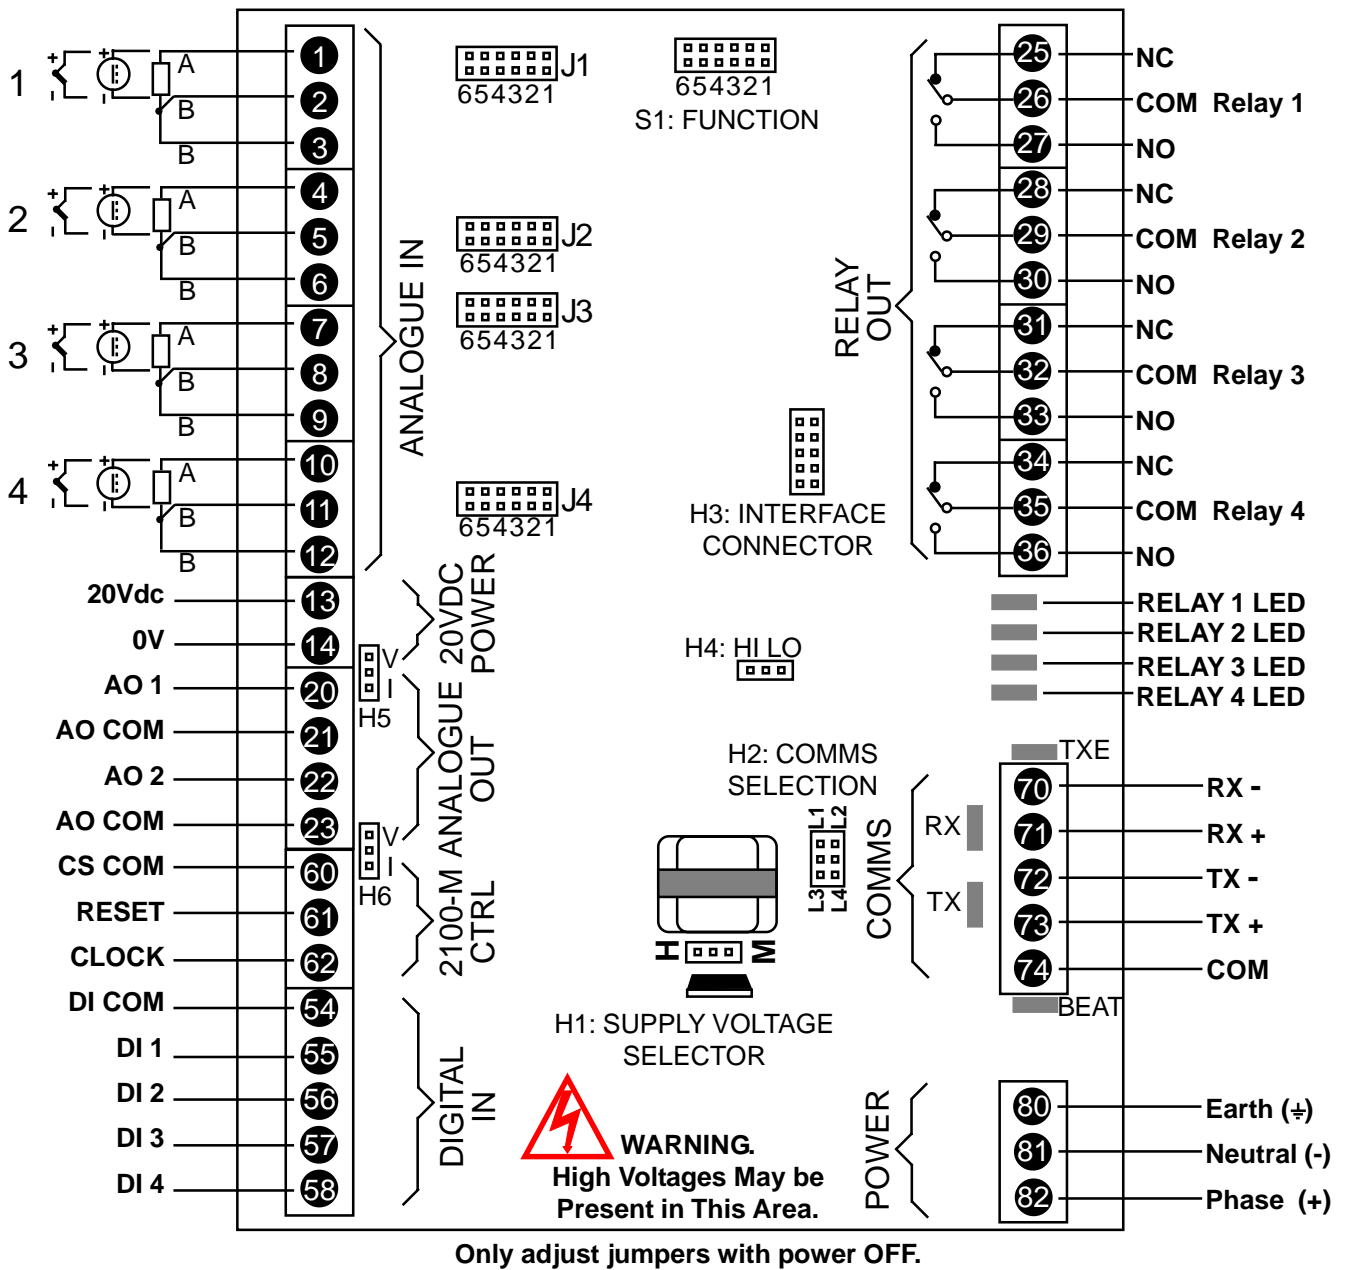 1
+
-
+
-
A
B
B
1
2
3
2
+
-
+
-
A
B
B
4
5
6
3
+
-
+
-
A
B
B
7
8
9
4
+
-
+
-
A
B
B
10
11
12
ANALOGUE IN
J1
654321
J2
654321
J3
654321
J4
654321
654321
S1: FUNCTION
H3: INTERFACE
CONNECTOR
H4: HI LO
RELAY
OUT
25 NC
26 COM Relay 1
27 NO
28 NC
29 COM Relay 2
30 NO
31 NC
32 COM Relay 3
33 NO
34 NC
35 COM Relay 4
36 NO
RELAY 1 LED
RELAY 2 LED
RELAY 3 LED
RELAY 4 LED
20Vdc 13
0V 14
20VDC
POWER
AO 1 20
AO COM 21
AO 2 22
AO COM 23
V
I
H5
ANALOGUE
OUT
V
I
H6
CS COM 60
RESET 61
CLOCK 62
2100-M
CTRL
DI COM 54
DI 1 55
DI 2 56
DI 3 57
DI 4 58
DIGITAL
IN
H2: COMMS
SELECTION
L1 L2
L3 L4
H M
H1: SUPPLY VOLTAGE
SELECTOR
TXE
RX
TX
COMMS
70 RX -
71 RX +
72 TX -
73 TX +
74 COM
BEAT
POWER
80 Earth (⏚)
81 Neutral (-)
82 Phase (+)
WARNING.
High Voltages May be
Present in This Area.
Only adjust jumpers with power OFF.